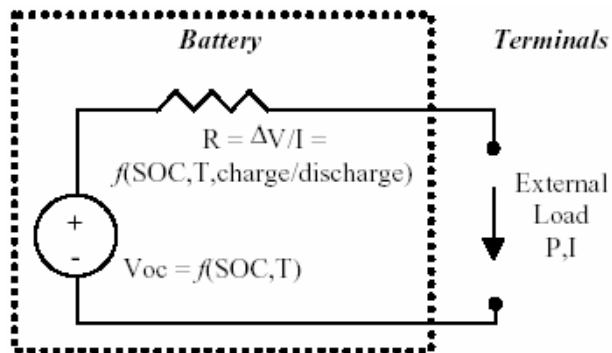 Battery
Terminals
R = ΔV/I =
f(SOC,T,charge/discharge)
External
Load
P,I
+
-
Voc = f(SOC,T)